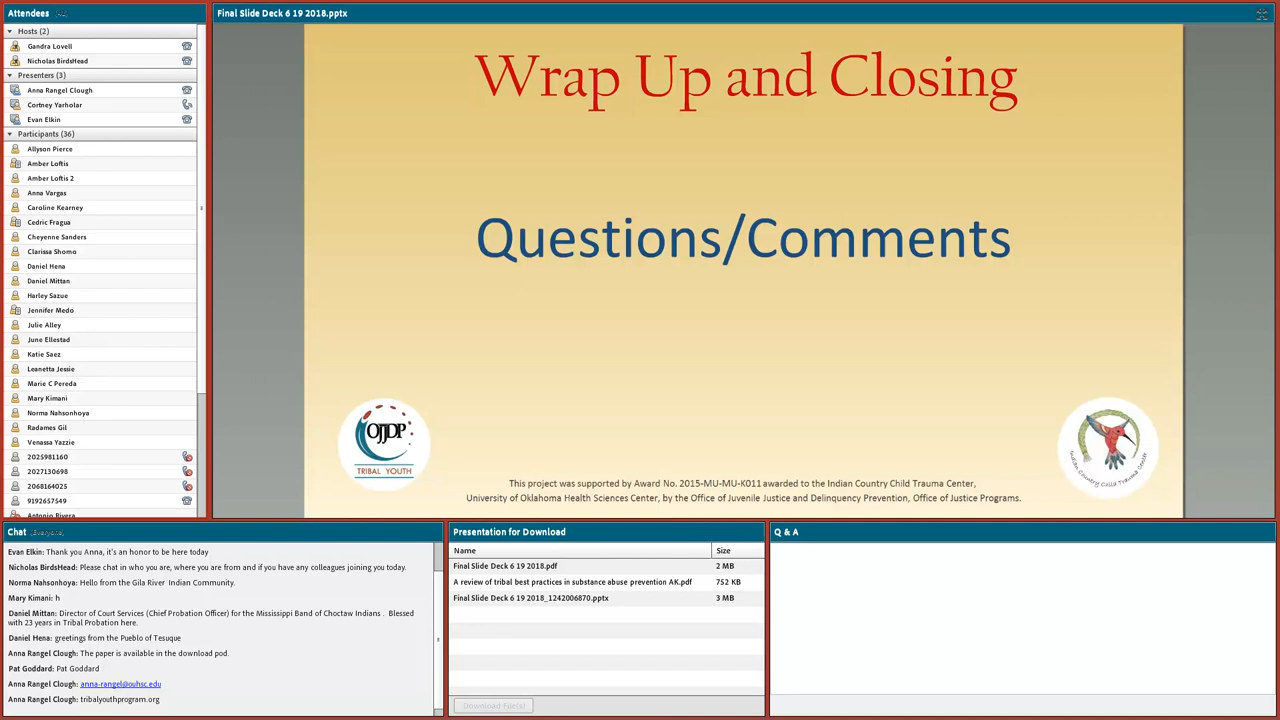 Attendees
Hosts (2)
Gandra Lovell
Nicholas BirdsHead
Presenters (3)
Anna Rangel Clough
Cortney Yarholar
Evan Elkin
Participants (36)
Allyson Pierce
Amber Loftis
Amber Loftis 2
Anna Vargas
Caroline Kearney
Cedric Fragua
Cheyenne Sanders
Clarissa Shomo
Daniel Hena
Daniel Mittan
Harley Sazue
Jennifer Medo
Julie Alley
June Ellestad
Katie Saez
Leanetta Jessie
Marie C Pereda
Mary Kimani
Norma Nahsonhoya
Radames Gil
Venassa Yazzie
2025981160
2027130698
2068164025
9192657549
Antonio Rivera
Final Slide Deck 6 19 2018.pptx
Wrap Up and Closing
Questions/Comments
OJJDP
TRIBAL YOUTH
Indian Country Child Trauma Center
This project was supported by Award No. 2015-MU-MU-K011 awarded to the Indian Country Child Trauma Center,
University of Oklahoma Health Sciences Center, by the Office of Juvenile Justice and Delinquency Prevention, Office of Justice Programs.
Chat (Everyone)
Evan Elkin: Thank you Anna, it's an honor to be here today
Nicholas BirdsHead: Please chat in who you are, where you are from and if you have any colleagues joining you today.
Norma Nahsonhoya: Hello from the Gila River Indian Community.
Mary Kimani: h
Daniel Mittan: Director of Court Services (Chief Probation Officer) for the Mississippi Band of Choctaw Indians . Blessed
with 23 years in Tribal Probation here.
Daniel Hena: greetings from the Pueblo of Tesuque
Anna Rangel Clough: The paper is available in the download pod.
Pat Goddard: Pat Goddard
Anna Rangel Clough: anna-rangel@ouhsc.edu
Anna Rangel Clough: tribalyouthprogram.org
Presentation for Download
Name Size
Final Slide Deck 6 19 2018.pdf 2 MB
A review of tribal best practices in substance abuse prevention AK.pdf 752 KB
Final Slide Deck 6 19 2018_1242006870.pptx 3 MB
Download File(s)
Q & A